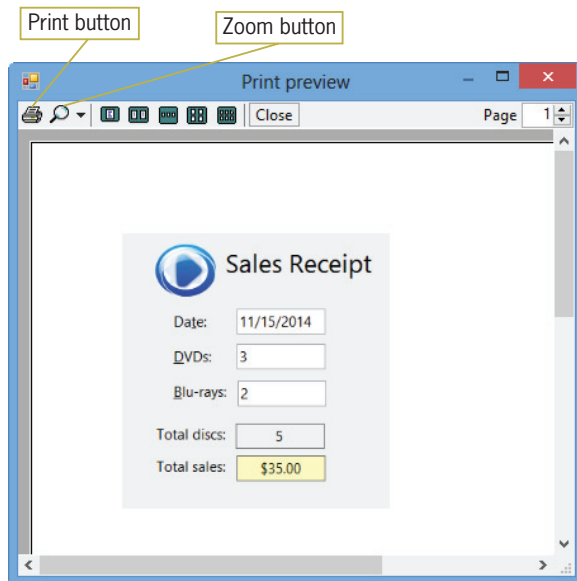 Print button
Zoom button
Print preview
Close
Page 1
Sales Receipt
Date: 11/15/2014
DVDs: 3
Blu-rays: 2
Total discs: 5
Total sales: $35.00